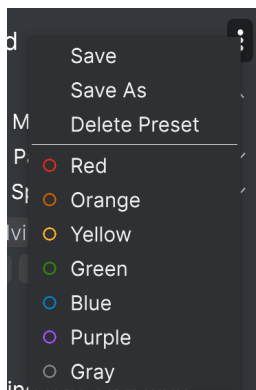 Save
Save As
Delete Preset
Red
Orange
Yellow
Green
Blue
Purple
Gray